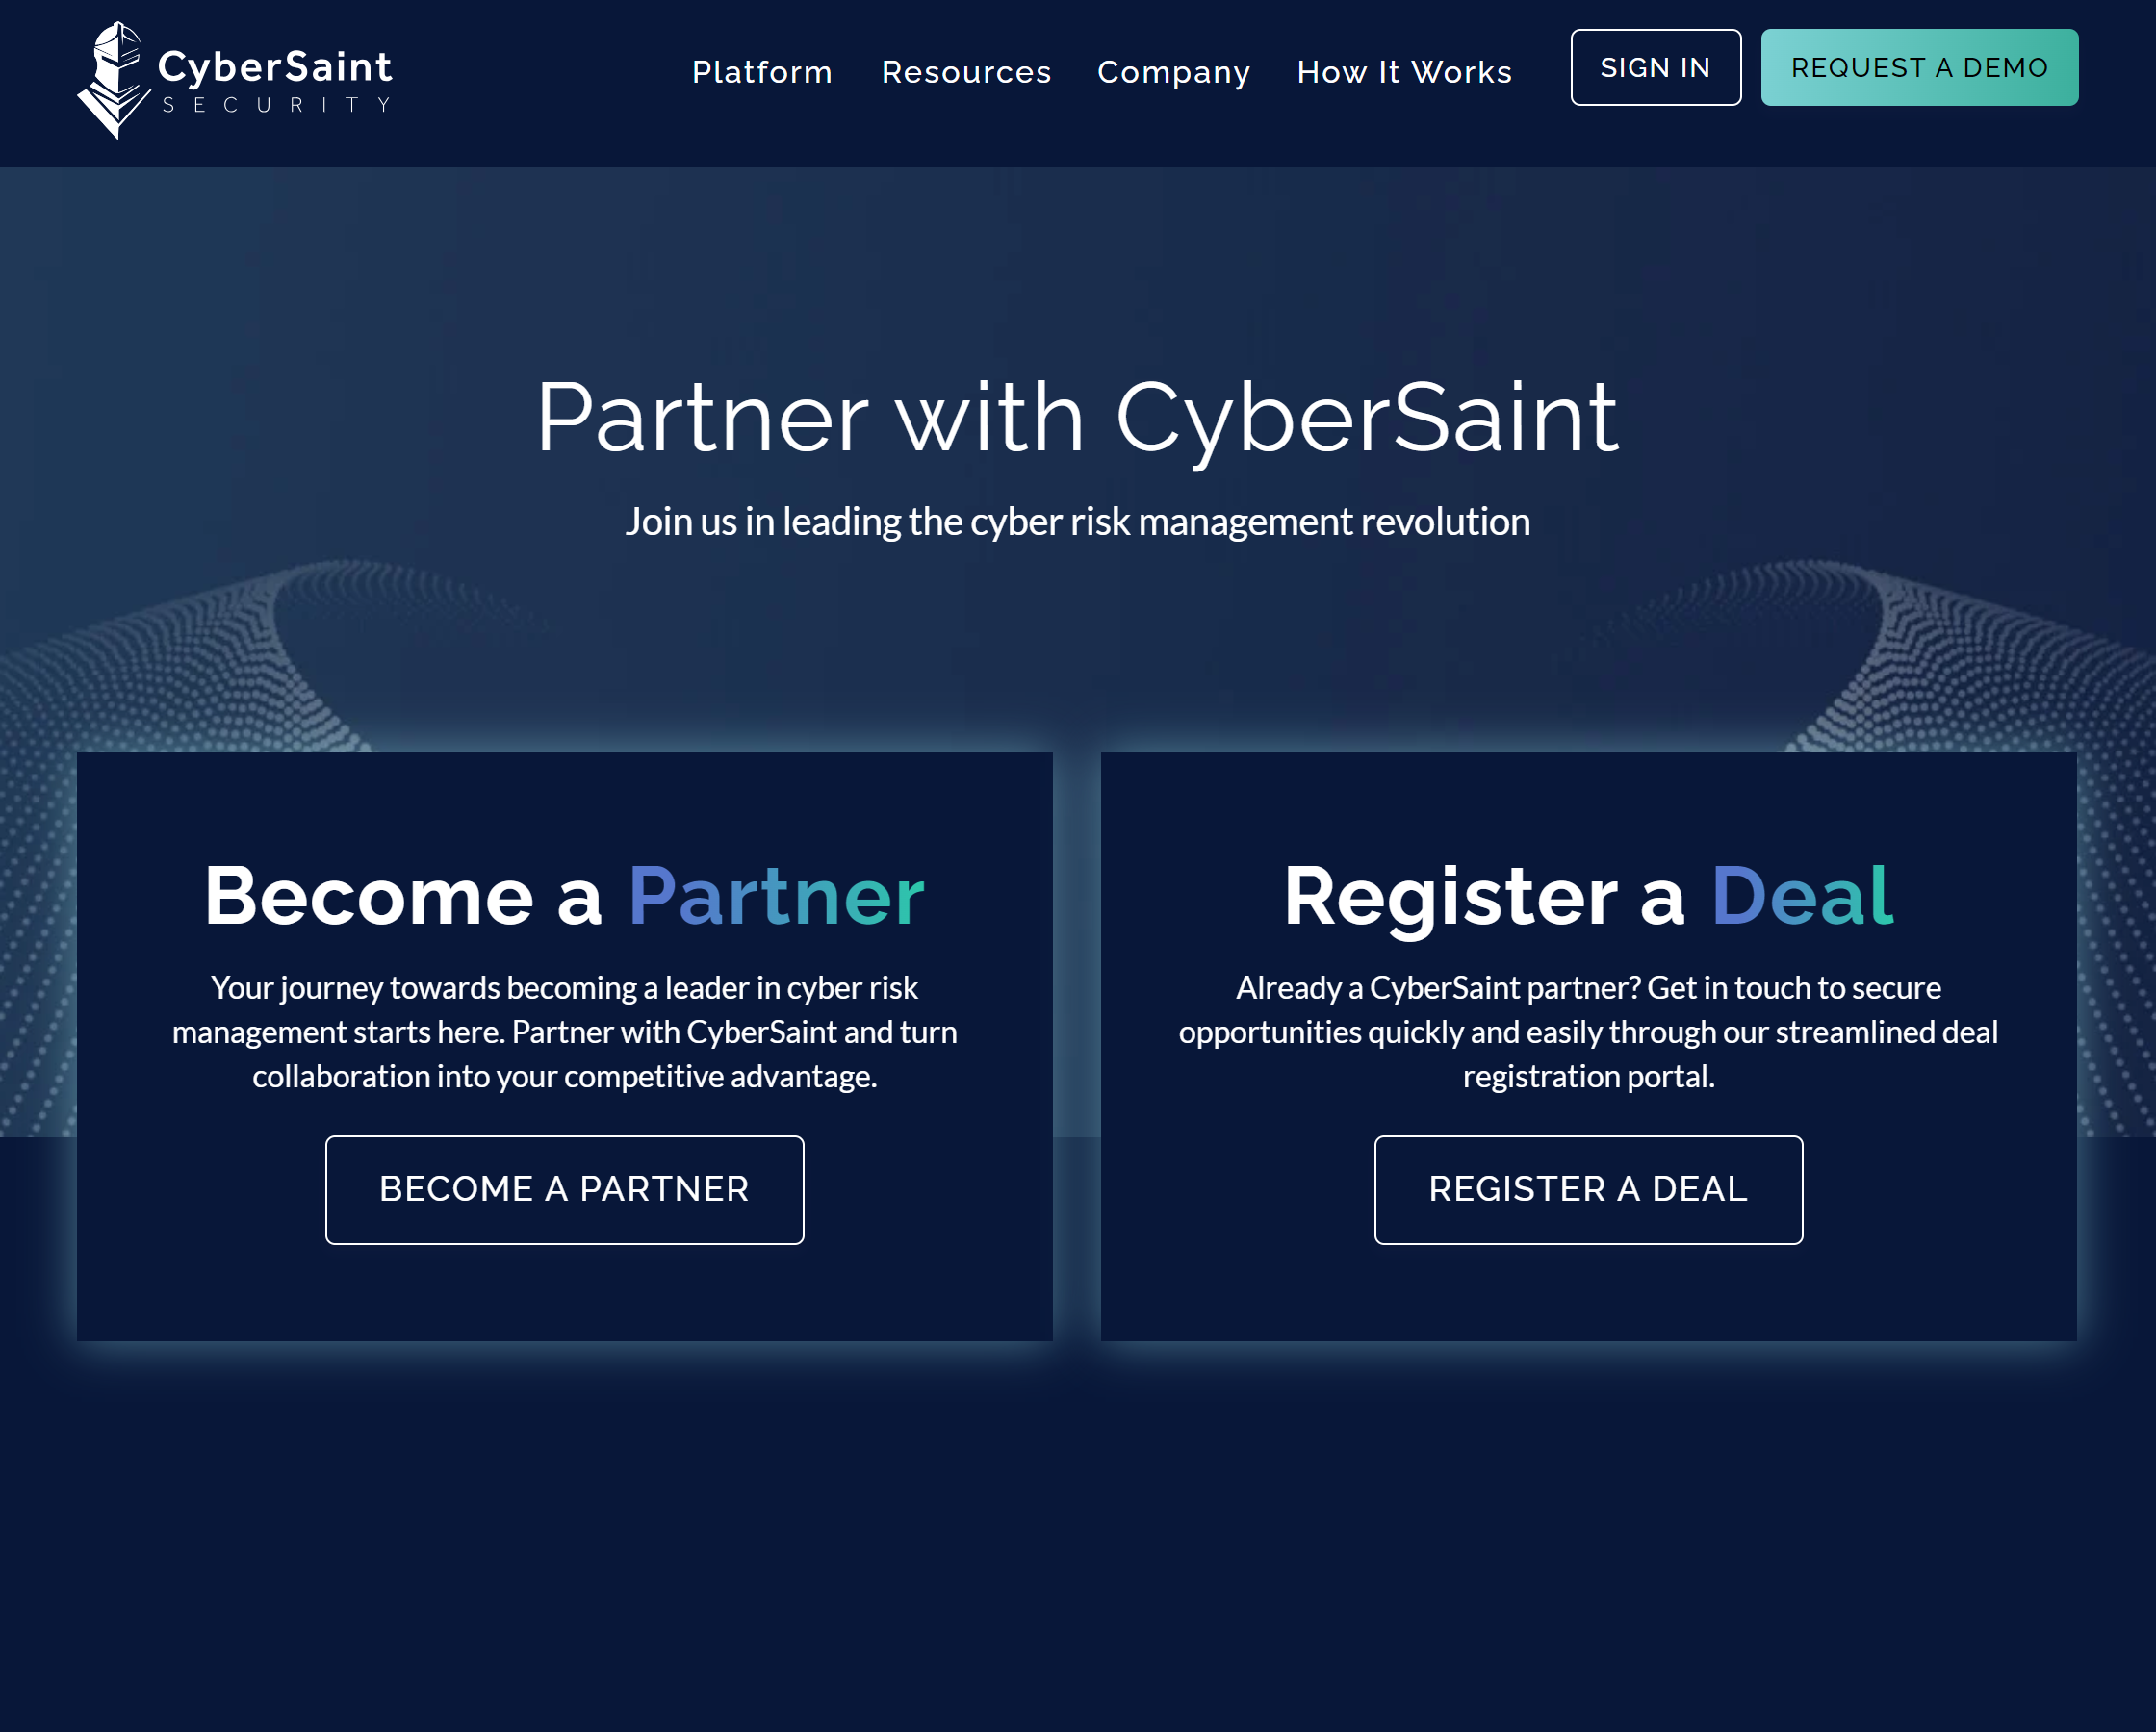 CyberSaint
SECURITY
Platform Resources Company How It Works SIGN IN REQUEST A DEMO
Partner with CyberSaint
Join us in leading the cyber risk management revolution
Become a Partner
Your journey towards becoming a leader in cyber risk
management starts here. Partner with CyberSaint and turn
collaboration into your competitive advantage.
BECOME A PARTNER
Register a Deal
Already a CyberSaint partner? Get in touch to secure
opportunities quickly and easily through our streamlined deal
registration portal.
REGISTER A DEAL